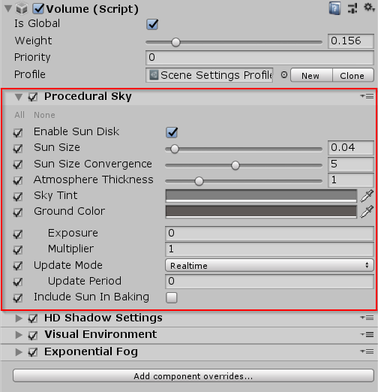 Volume (Script)
Is Global
Weight 0.156
Priority 0
Profile Scene Settings Profile New Clone
Procedural Sky
All None
Enable Sun Disk
Sun Size 0.04
Sun Size Convergence 5
Atmosphere Thickness 1
Sky Tint
Ground Color
Exposure 0
Multiplier 1
Update Mode Realtime
Update Period 0
Include Sun In Baking
HD Shadow Settings
Visual Environment
Exponential Fog
Add component overrides...